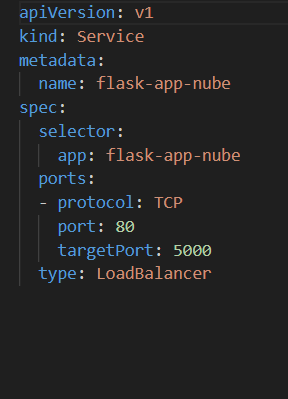 apiVersion: v1
kind: Service
metadata:
  name: flask-app-nube
spec:
  selector:
    app: flask-app-nube
  ports:
  - protocol: TCP
    port: 80
    targetPort: 5000
  type: LoadBalancer